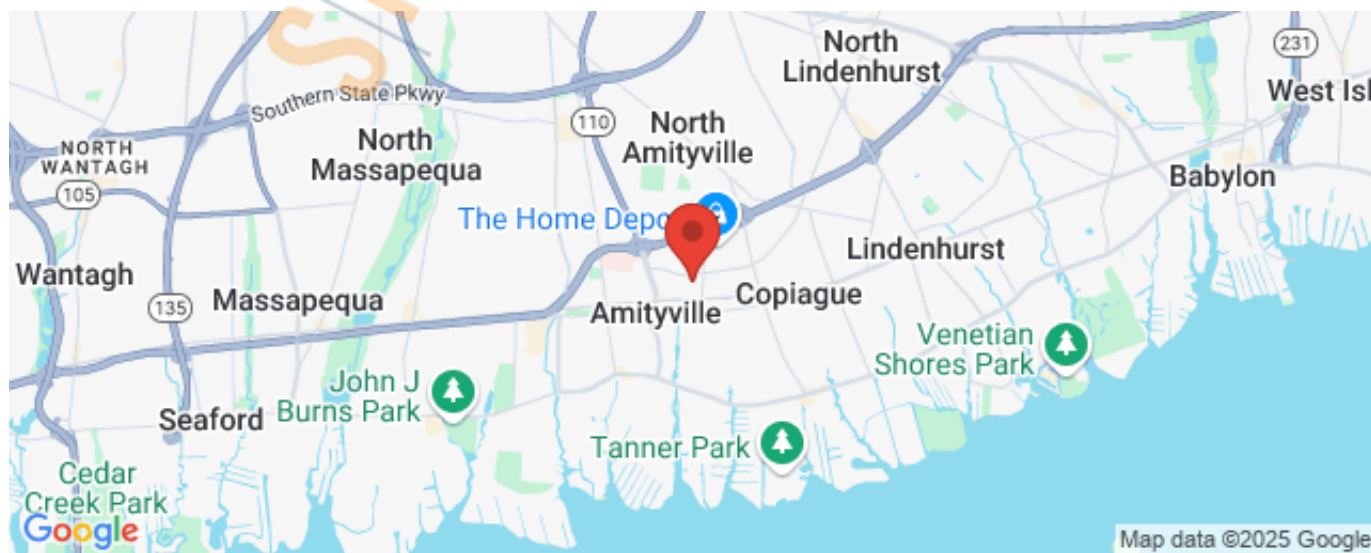 North
Lindenhurst
231
West Isl
Southern State Pkwy
110
North
Amityville
NORTH
WANTAGH
North
Massapequa
105
Babylon
The Home Depo
Lindenhurst
Wantagh
Massapequa
135
Copiague
Amityville
Venetian
Shores Park
John J
Burns Park
Seaford
Tanner Park
Cedar
Creek Park
Google
Map data ©2025 Google